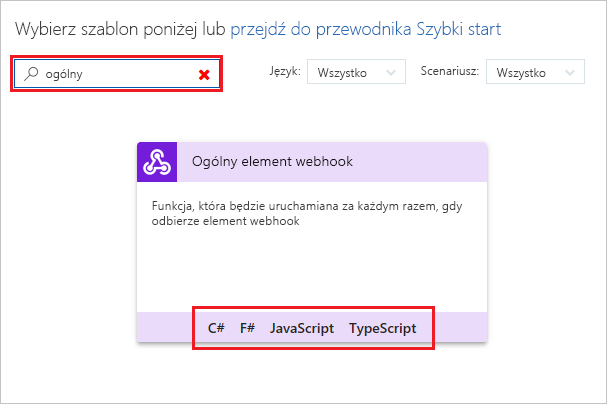 Wybierz szablon poniżej lub przejdź do przewodnika Szybki start
ogólny Język: Wszystko Scenariusz: Wszystko
Ogólny element webhook
Funkcja, która będzie uruchamiana za każdym razem, gdy
odbierze element webhook
C# F# JavaScript TypeScript